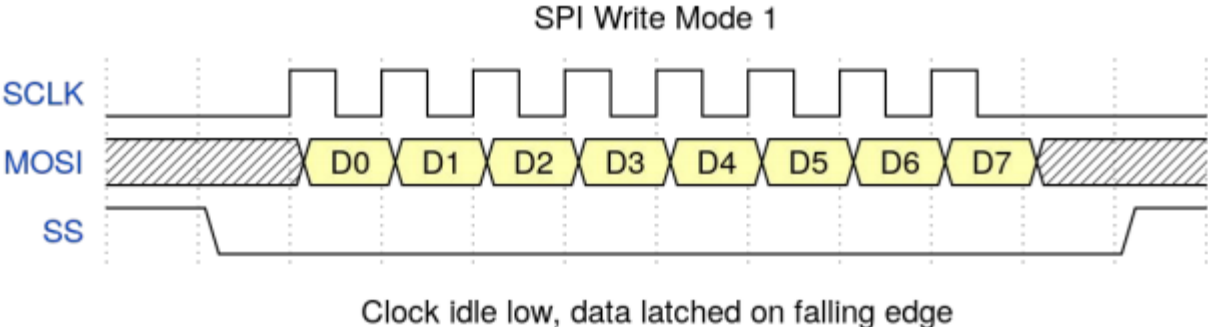 SPI Write Mode 1
SCLK
MOSI D0 D1 D2 D3 D4 D5 D6 D7
SS
Clock idle low, data latched on falling edge